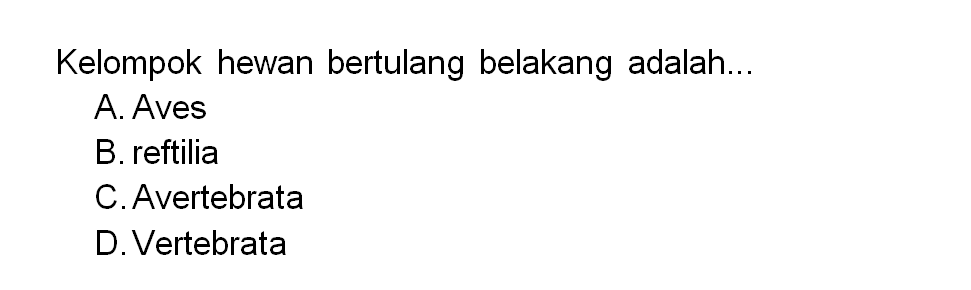 Kelompok hewan bertulang belakang adalah...
A. Aves
B. reftilia
C. Avertebrata
D. Vertebrata